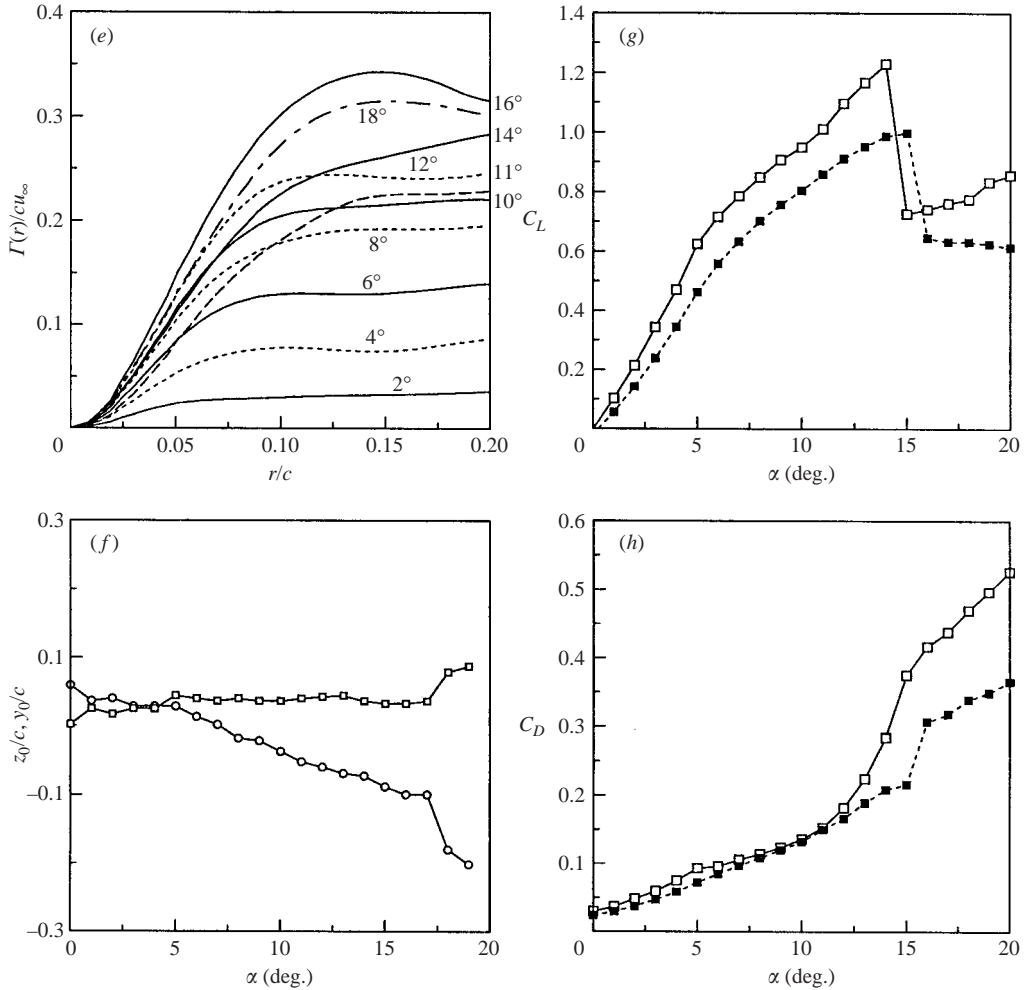 (e)
0.4
0.3
0.2
0.1
Γ(r)/cu∞
16°
18°
14°
12°
11°
10°
8°
6°
4°
2°
0 0.05 0.10 0.15 0.20
r/c
(g)
1.4
1.2
1.0
0.8
C_L
0.6
0.4
0.2
0 5 10 15 20
α (deg.)
(f)
0.3
0.1
z₀/c, y₀/c
–0.1
–0.3
0 5 10 15 20
α (deg.)
(h)
0.6
0.5
0.4
0.3
C_D
0.2
0.1
0 5 10 15 20
α (deg.)